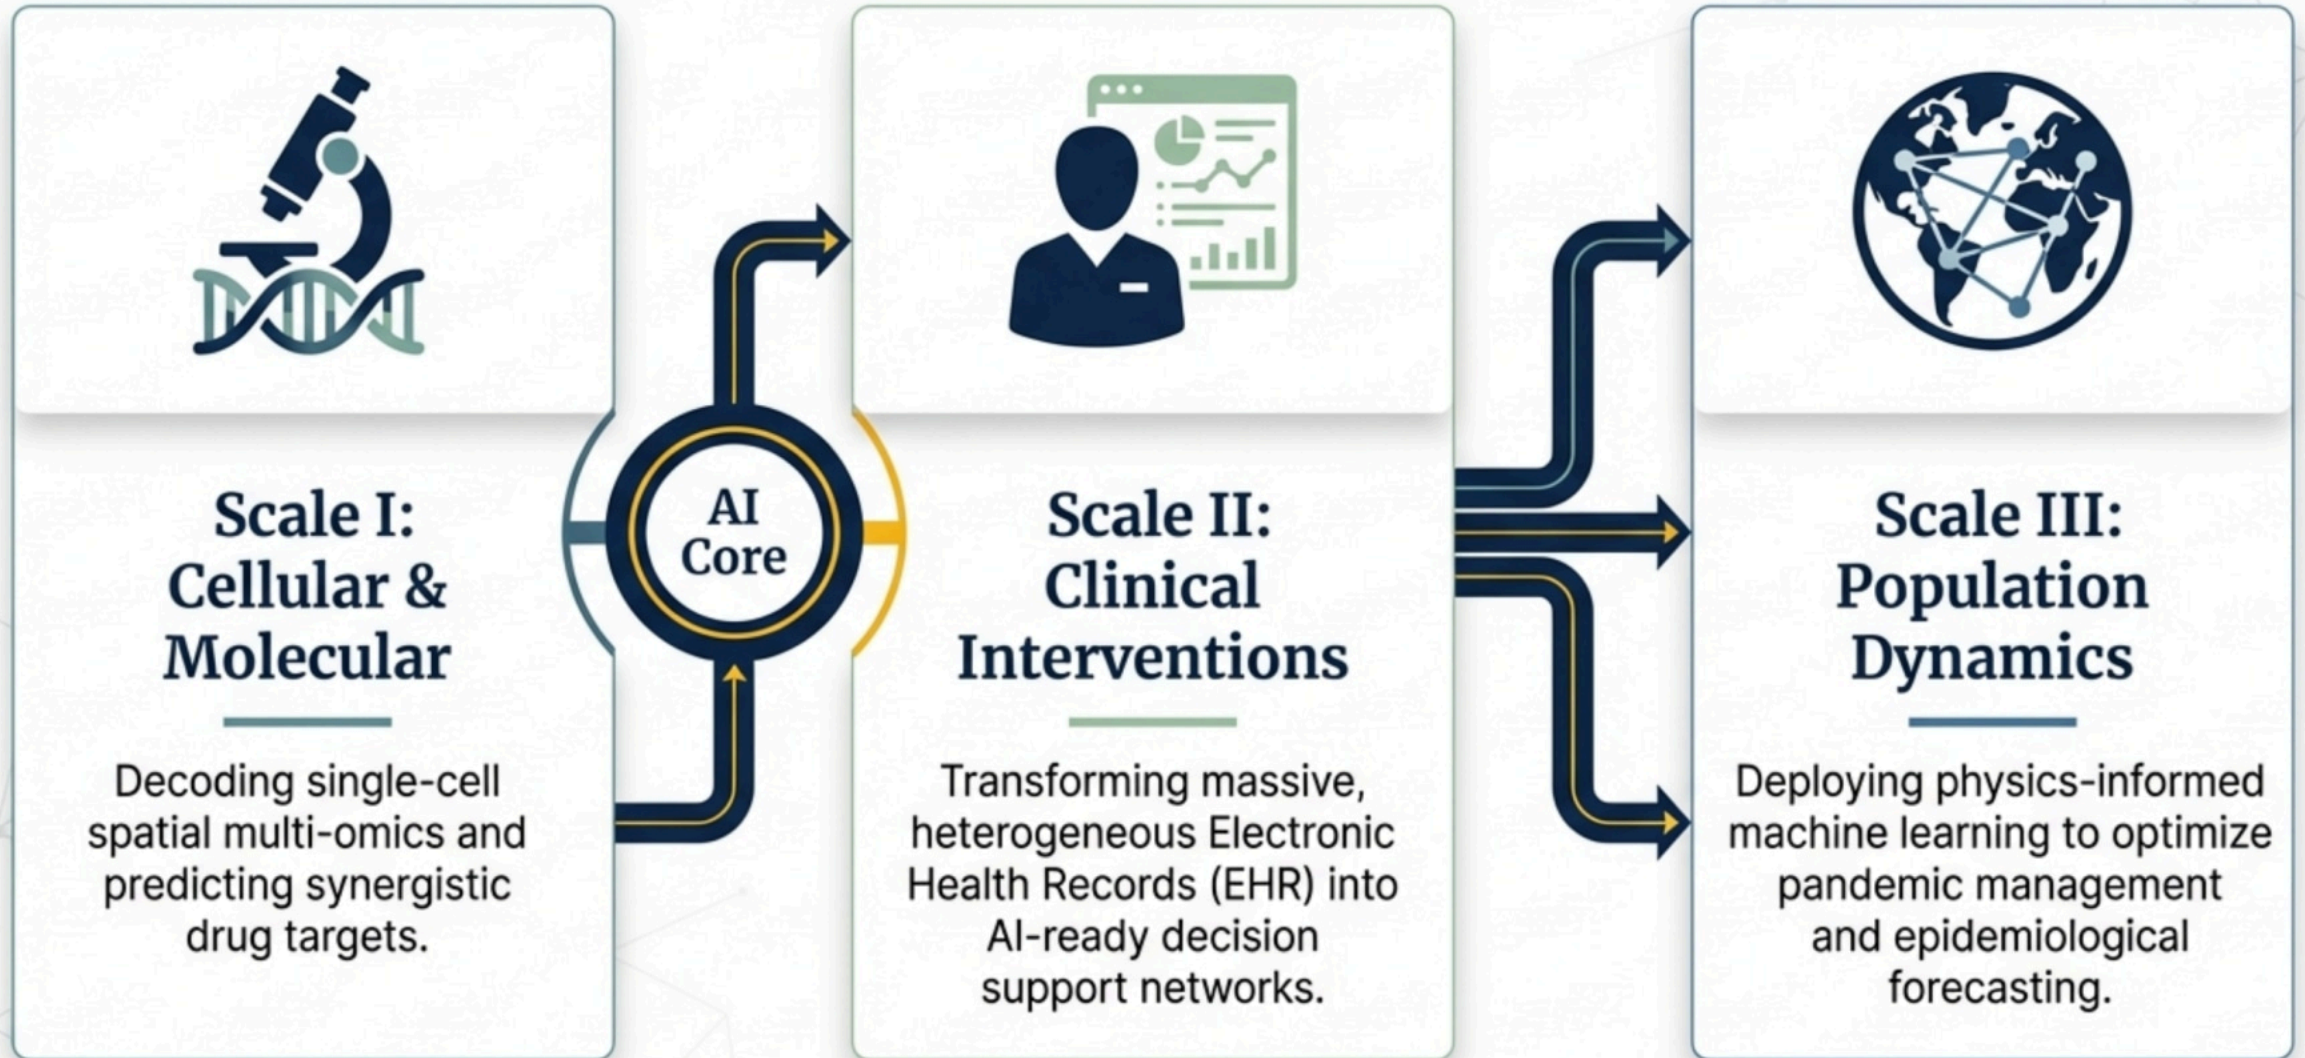 Scale I:
Cellular &
Molecular
Decoding single-cell
spatial multi-omics and
predicting synergistic
drug targets.
AI
Core
Scale II:
Clinical
Interventions
Transforming massive,
heterogeneous Electronic
Health Records (EHR) into
AI-ready decision
support networks.
Scale III:
Population
Dynamics
Deploying physics-informed
machine learning to optimize
pandemic management
and epidemiological
forecasting.